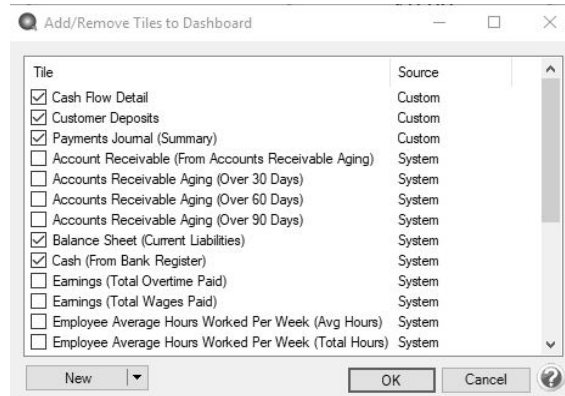 Add/Remove Tiles to Dashboard
Tile Source
Cash Flow Detail Custom
Customer Deposits Custom
Payments Journal (Summary) Custom
Account Receivable (From Accounts Receivable Aging) System
Accounts Receivable Aging (Over 30 Days) System
Accounts Receivable Aging (Over 60 Days) System
Accounts Receivable Aging (Over 90 Days) System
Balance Sheet (Current Liabilities) System
Cash (From Bank Register) System
Earnings (Total Overtime Paid) System
Earnings (Total Wages Paid) System
Employee Average Hours Worked Per Week (Avg Hours) System
Employee Average Hours Worked Per Week (Total Hours) System
New OK Cancel ?